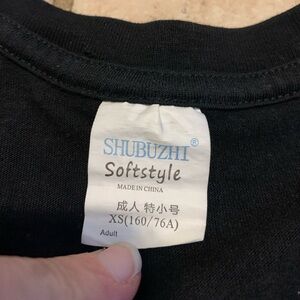 SHUBUZHI®
Softstyle
MADE IN CHINA
成人 特小号
XS(160/76A)
Adult